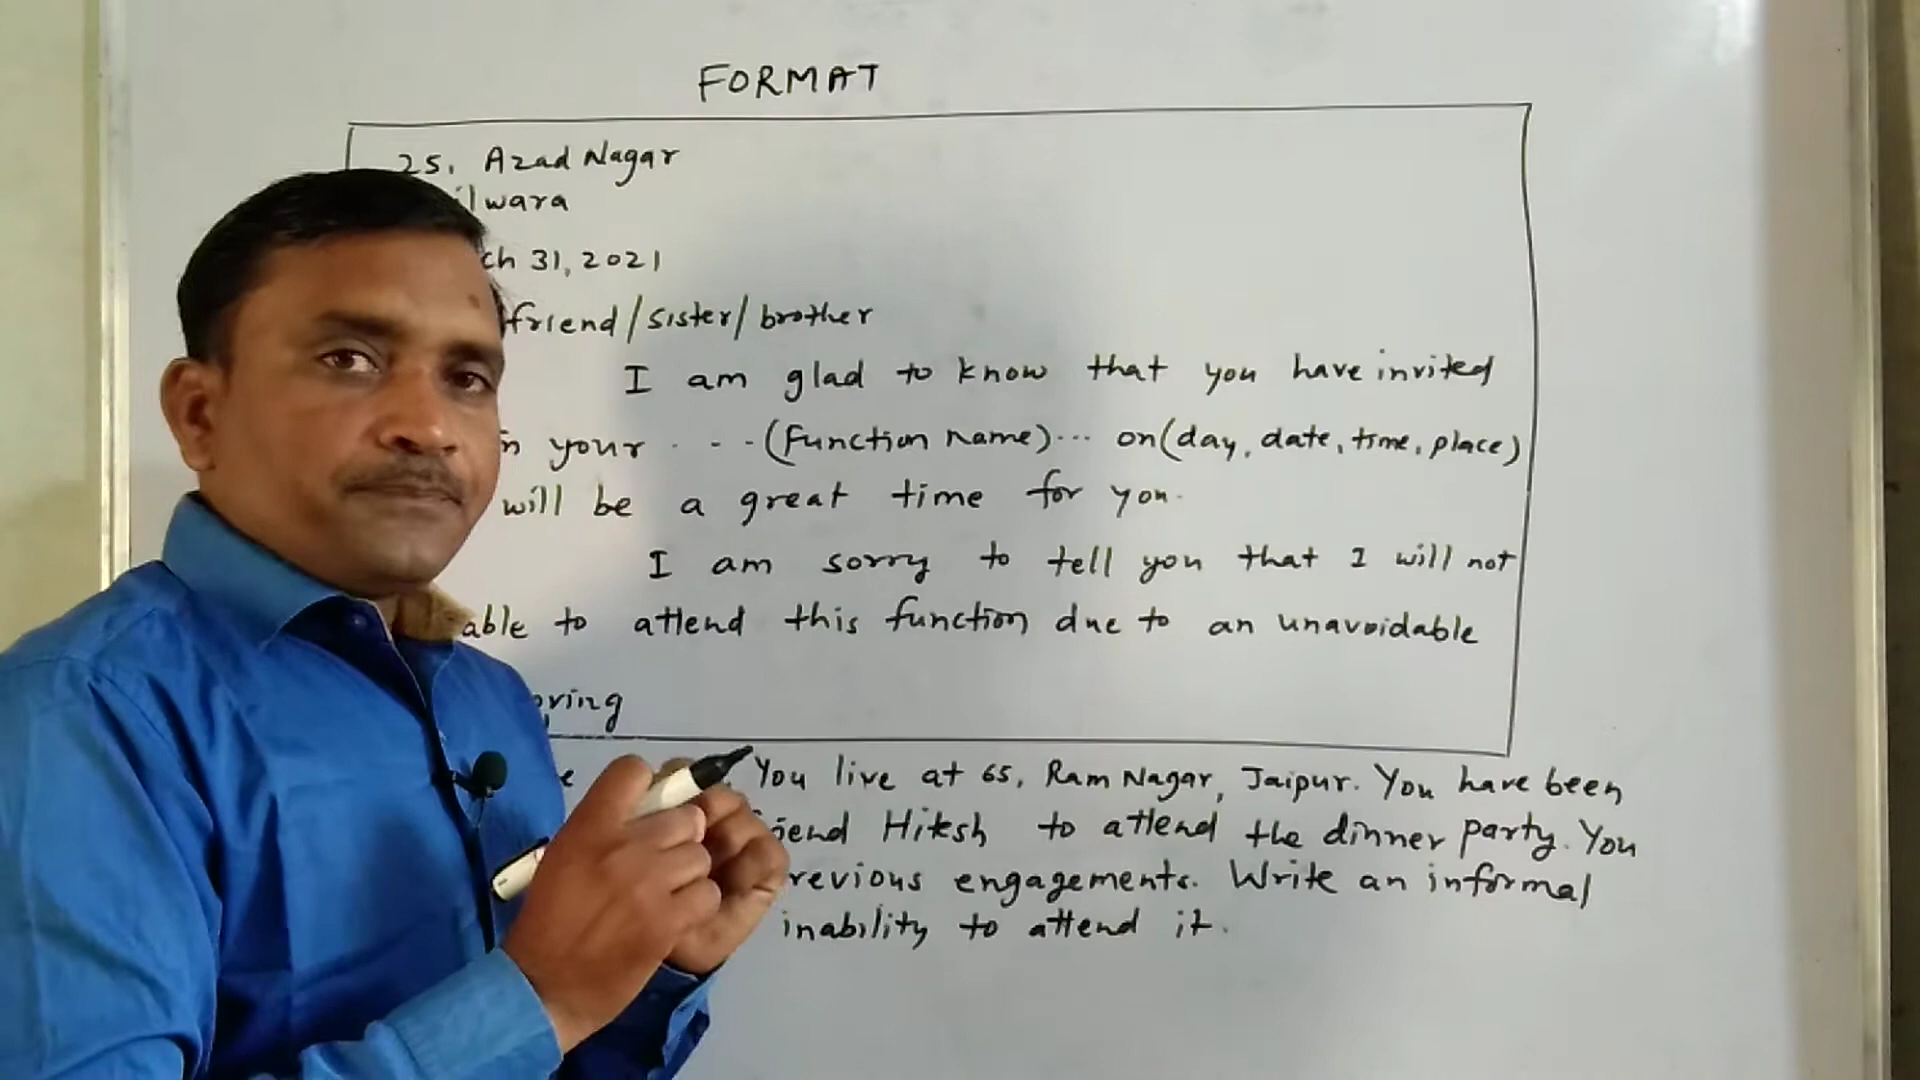 FORMAT
25, Azad Nagar
ilwara
ch 31, 2021
friend/sister/brother
I am glad to know that you have invited
your . - - (function name)... on (day, date, time, place)
will be a great time for you.
I am sorry to tell you that I will not
able to attend this function due to an unavoidable
oving
You live at 65, Ram Nagar, Jaipur. You have been
iend Hitesh to attend the dinner party. You
revious engagements. Write an informal
inability to attend it.